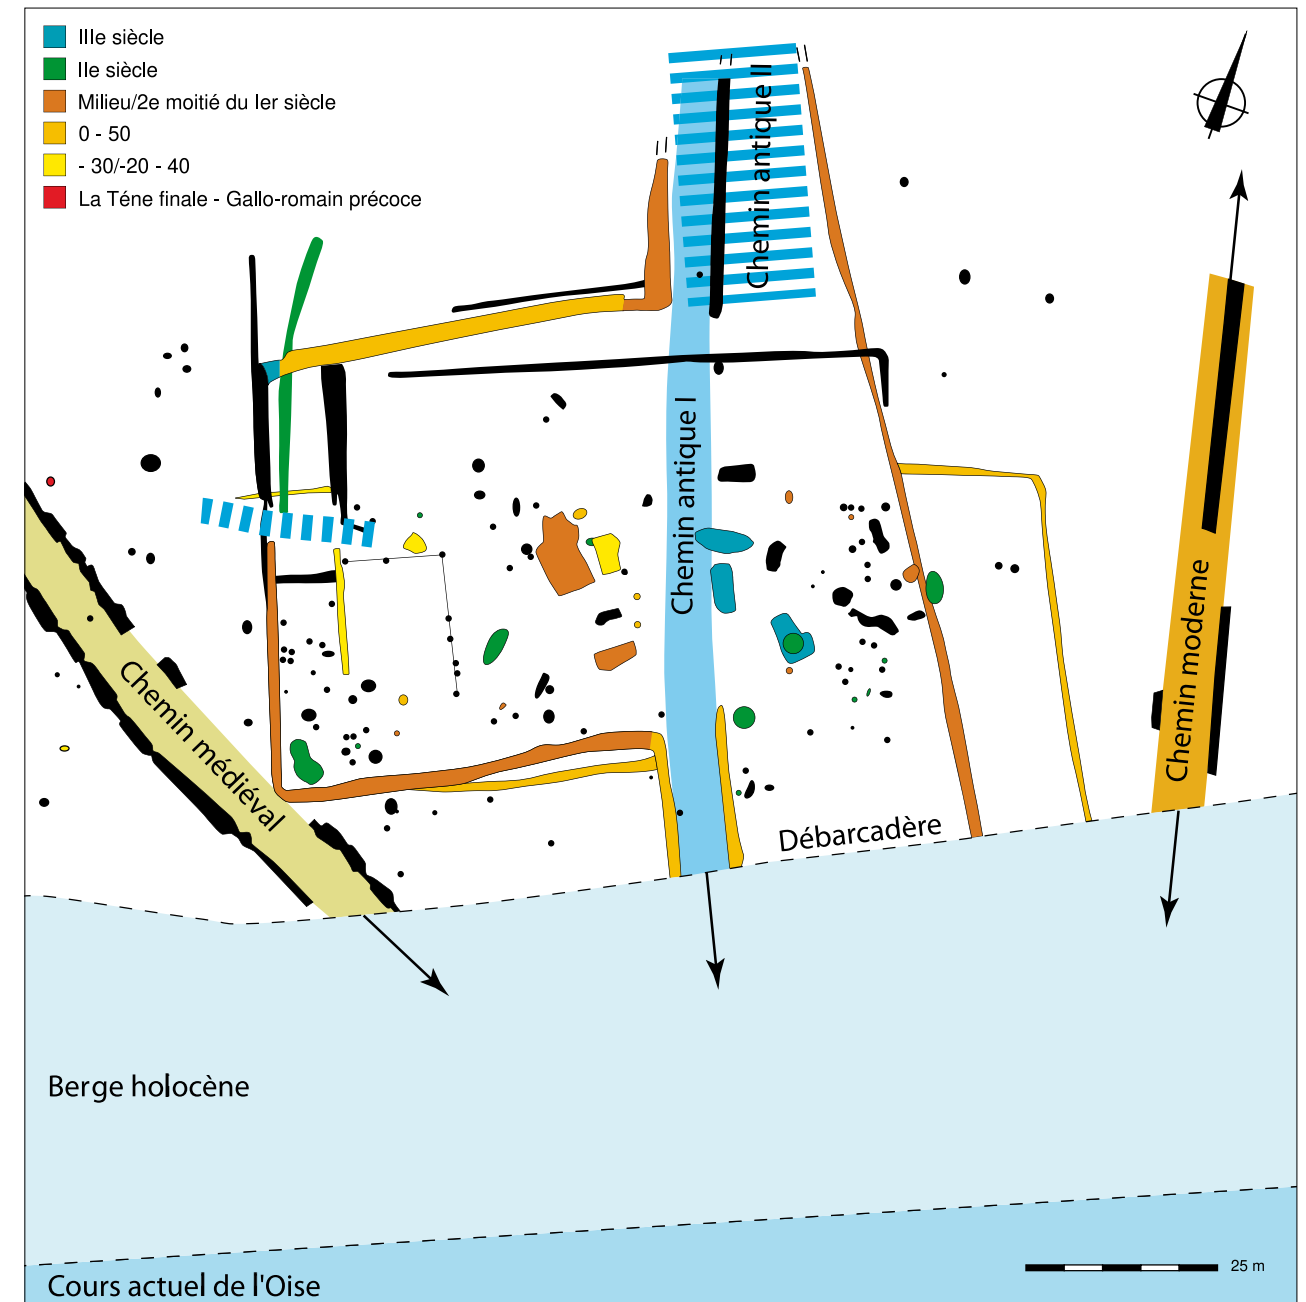 IIIe siècle
IIe siècle
Milieu/2e moitié du Ier siècle
0 - 50
- 30/-20 - 40
La Téne finale - Gallo-romain précoce
Chemin antique II
Chemin antique I
Chemin moderne
Chemin médiéval
Débarcadère
Berge holocène
25 m
Cours actuel de l'Oise